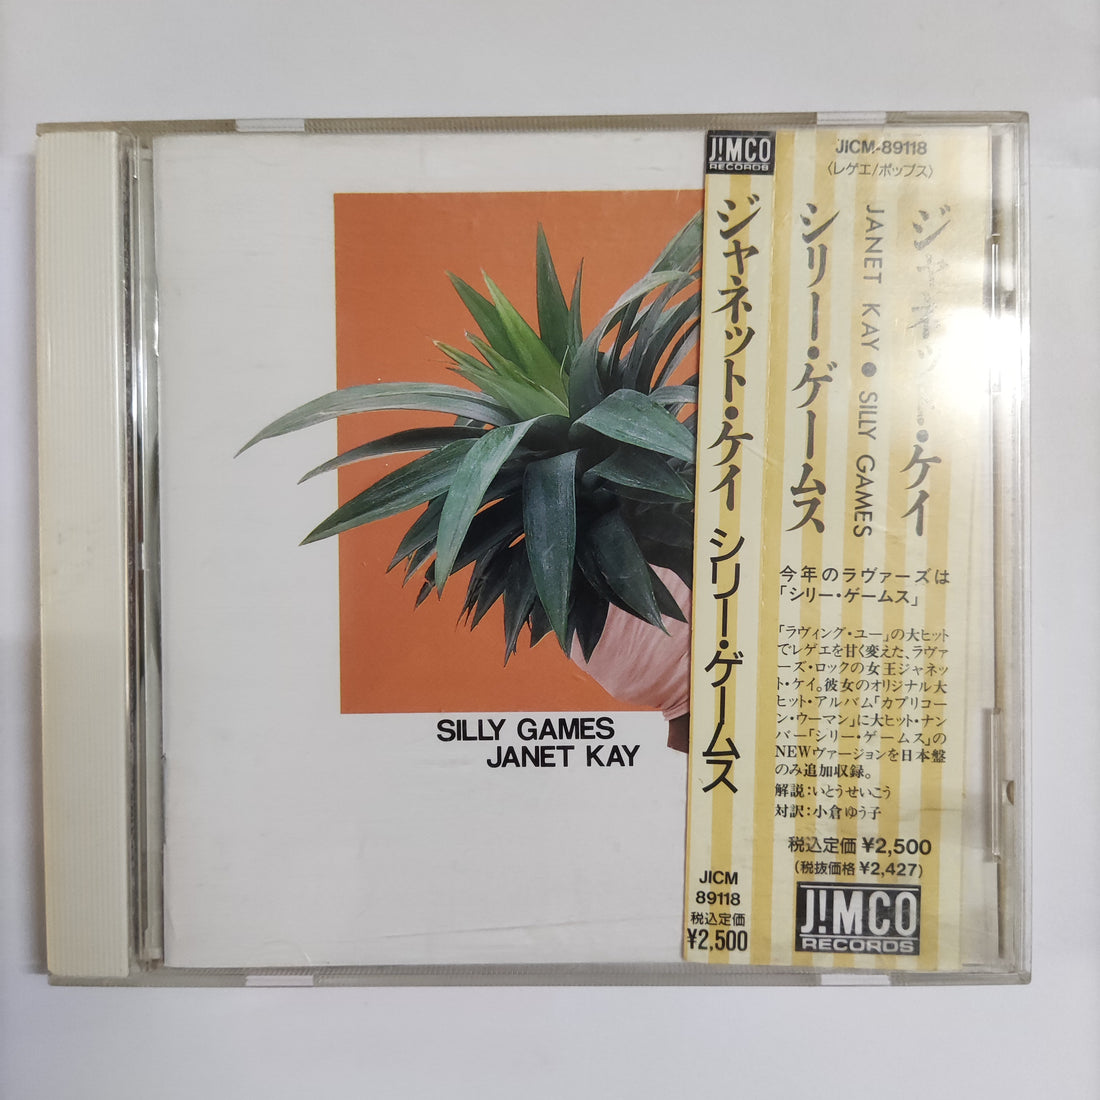 SILLY GAMES
JANET KAY
J!MCO
RECORDS
ジャネット・ケイ シリー・ゲームス
JICM
89118
税込定価
¥2,500
JICM-89118
〈レゲエ/ポップス〉
ジャネット・ケイ
JANET KAY ● SILLY GAMES
シリー・ゲームス
今年のラヴァーズは
「シリー・ゲームス」
「ラヴィング・ユー」の大ヒット
でレゲエを甘く変えた、ラヴァ
ーズ・ロックの女王ジャネッ
ト・ケイ。彼女のオリジナル大
ヒット・アルバム「カプリコー
ン・ウーマン」に大ヒット・ナン
バー「シリー・ゲームス」の
NEWヴァージョンを日本盤
のみ追加収録。
解説：いとうせいこう
対訳：小倉ゆう子
税込定価 ¥2,500
(税抜価格 ¥2,427)
J!MCO
RECORDS